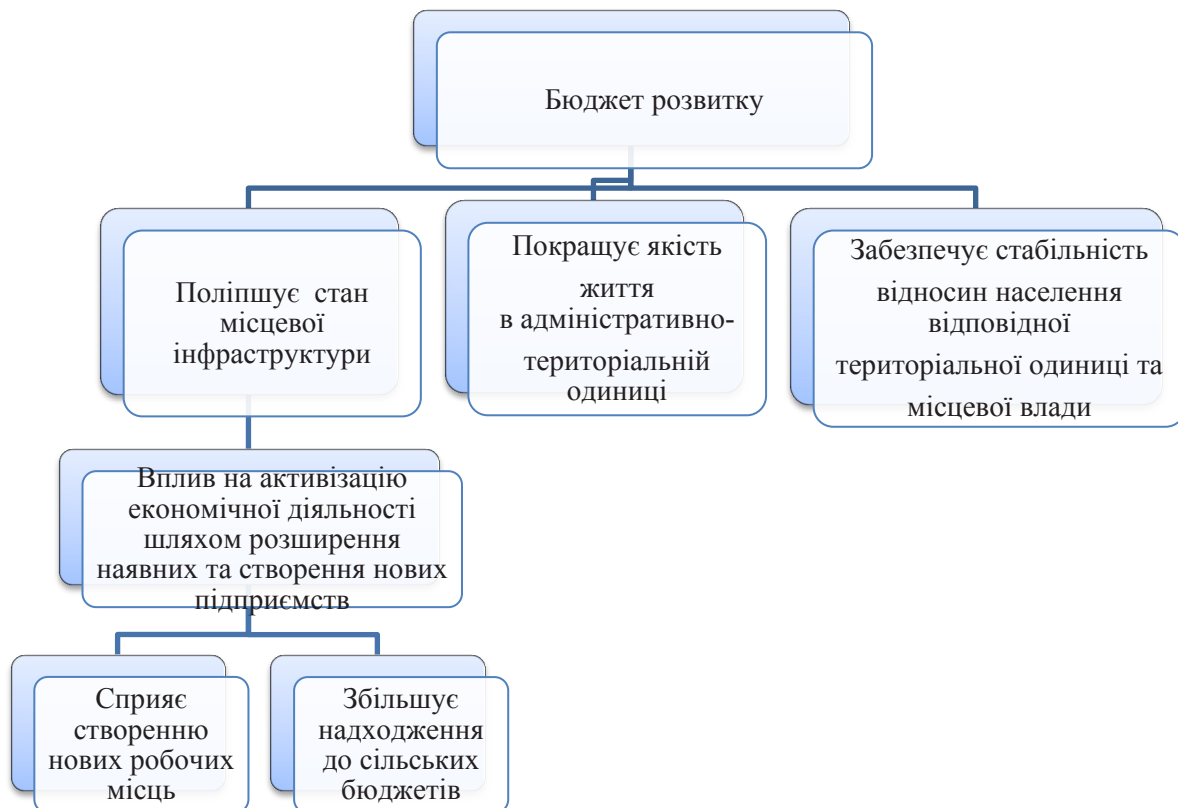 Бюджет розвитку
Поліпшує стан
місцевої
інфраструктури
Покращує якість
життя
в адміністративно-
територіальній
одиниці
Забезпечує стабільність
відносин населення
відповідної
територіальної одиниці та
місцевої влади
Вплив на активізацію
економічної діяльності
шляхом розширення
наявних та створення нових
підприємств
Сприяє
створенню
нових робочих
місць
Збільшує
надходження
до сільських
бюджетів